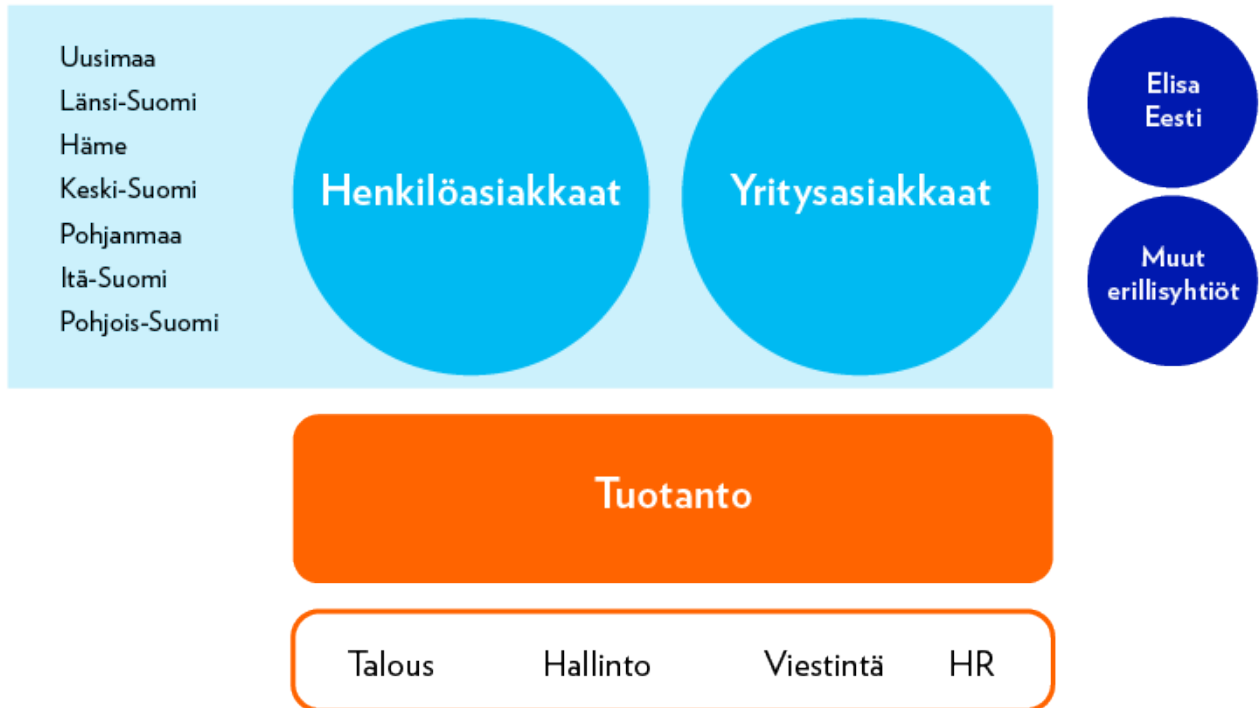 Uusimaa
Länsi-Suomi
Häme
Keski-Suomi
Pohjanmaa
Itä-Suomi
Pohjois-Suomi
Henkilöasiakkaat
Yritysasiakkaat
Elisa
Eesti
Muut
erillisyhtiöt
Tuotanto
Talous Hallinto Viestintä HR